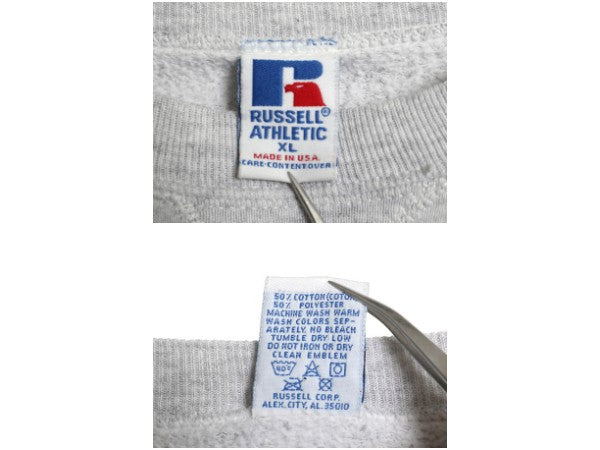 RUSSELL®
ATHLETIC
XL
MADE IN U.S.A.
CARE-CONTENT OVER
50% COTTON (COTON
50% POLYESTER
MACHINE WASH WARM
WASH COLORS SEP-
ARATELY. NO BLEACH
TUMBLE DRY LOW
DO NOT IRON OR DRY
CLEAN EMBLEM
RUSSELL CORP.
ALEX. CITY, AL. 35010